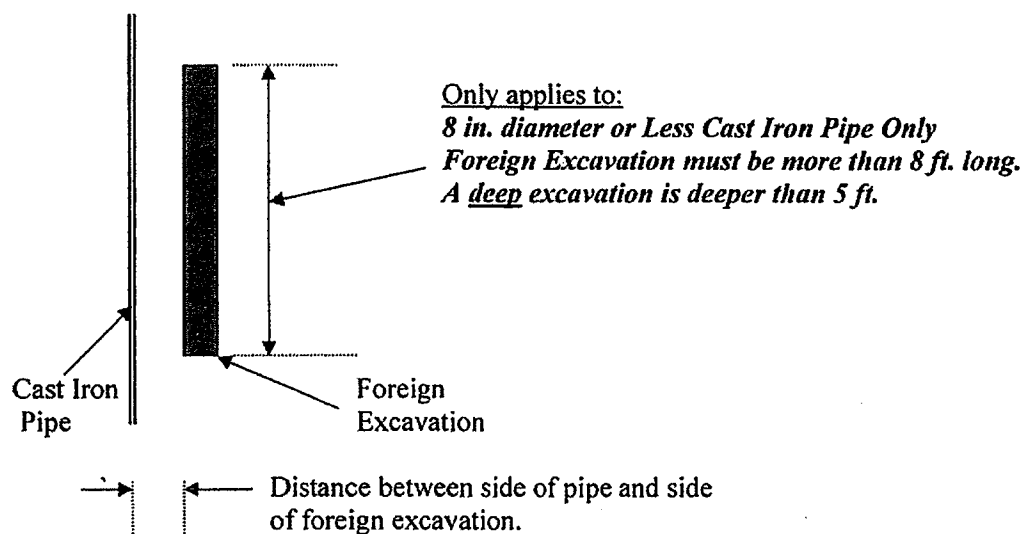 Only applies to:
8 in. diameter or Less Cast Iron Pipe Only
Foreign Excavation must be more than 8 ft. long.
A deep excavation is deeper than 5 ft.
Cast Iron
Pipe
Foreign
Excavation
Distance between side of pipe and side
of foreign excavation.